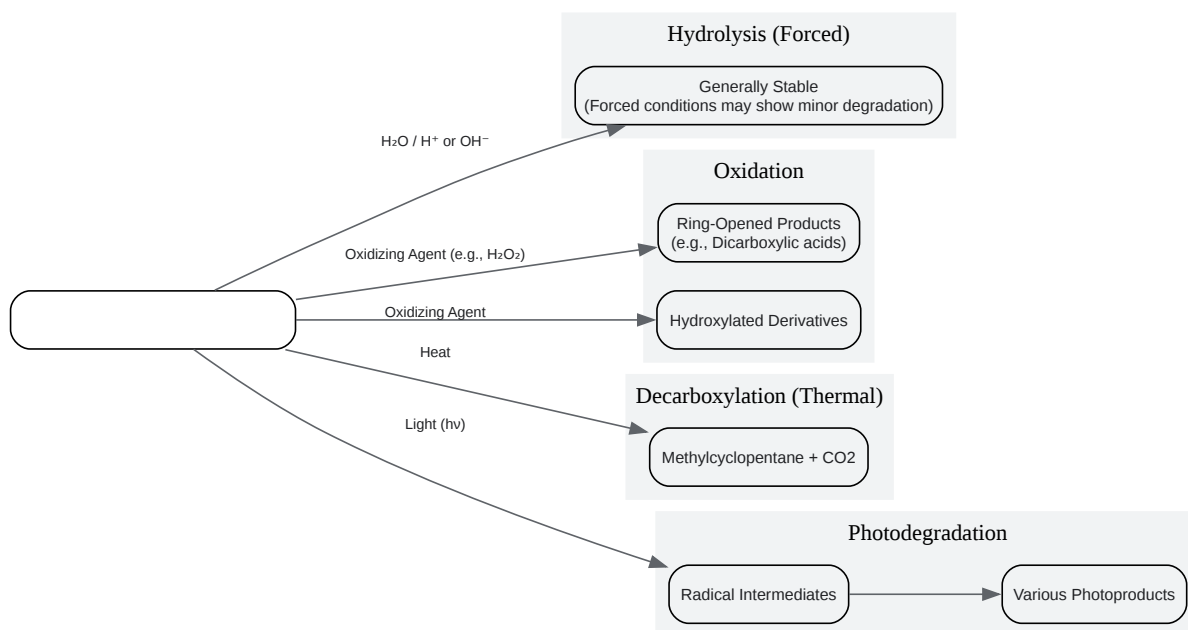 Hydrolysis (Forced)
Generally Stable
(Forced conditions may show minor degradation)
H₂O / H⁺ or OH⁻
Oxidation
Ring-Opened Products
(e.g., Dicarboxylic acids)
Oxidizing Agent (e.g., H₂O₂)
Oxidizing Agent
Hydroxylated Derivatives
Heat
Decarboxylation (Thermal)
Methylcyclopentane + CO2
Light (hν)
Photodegradation
Radical Intermediates
Various Photoproducts